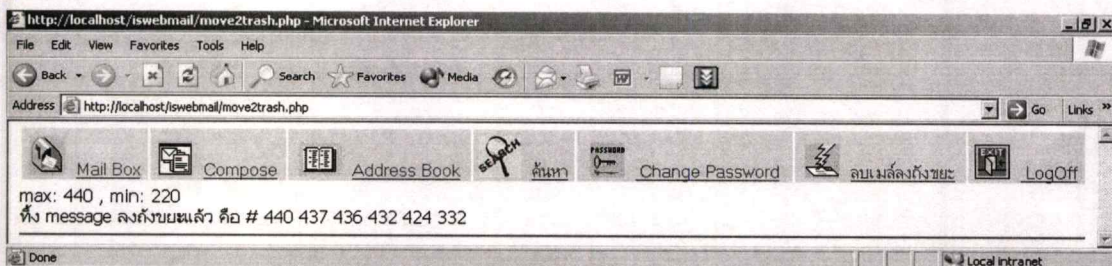 http://localhost/iswebmail/move2trash.php - Microsoft Internet Explorer
File Edit View Favorites Tools Help
Back Search Favorites Media
Address http://localhost/iswebmail/move2trash.php Go Links »
Mail Box Compose Address Book SEARCH ค้นหา PASSWORD Change Password ลบเมล์ลงถังขยะ EXIT LogOff
max: 440 , min: 220
ทิ้ง message ลงถังขยะแล้ว คือ # 440 437 436 432 424 332
Done Local intranet